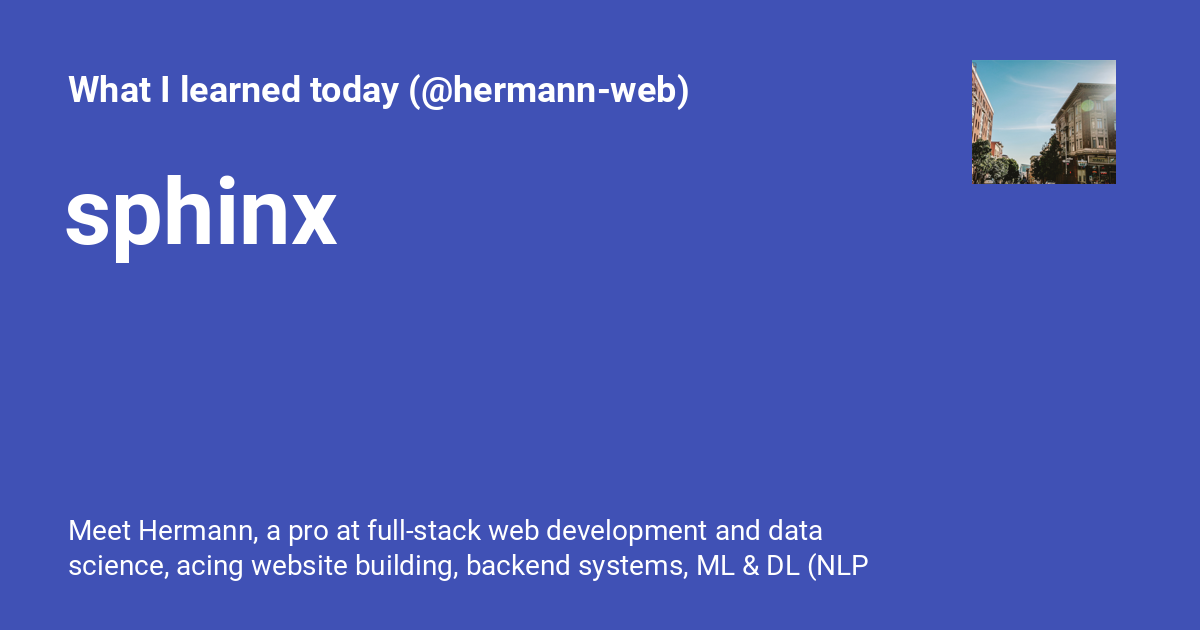 What I learned today (@hermann-web)
sphinx
Meet Hermann, a pro at full-stack web development and data
science, acing website building, backend systems, ML & DL (NLP